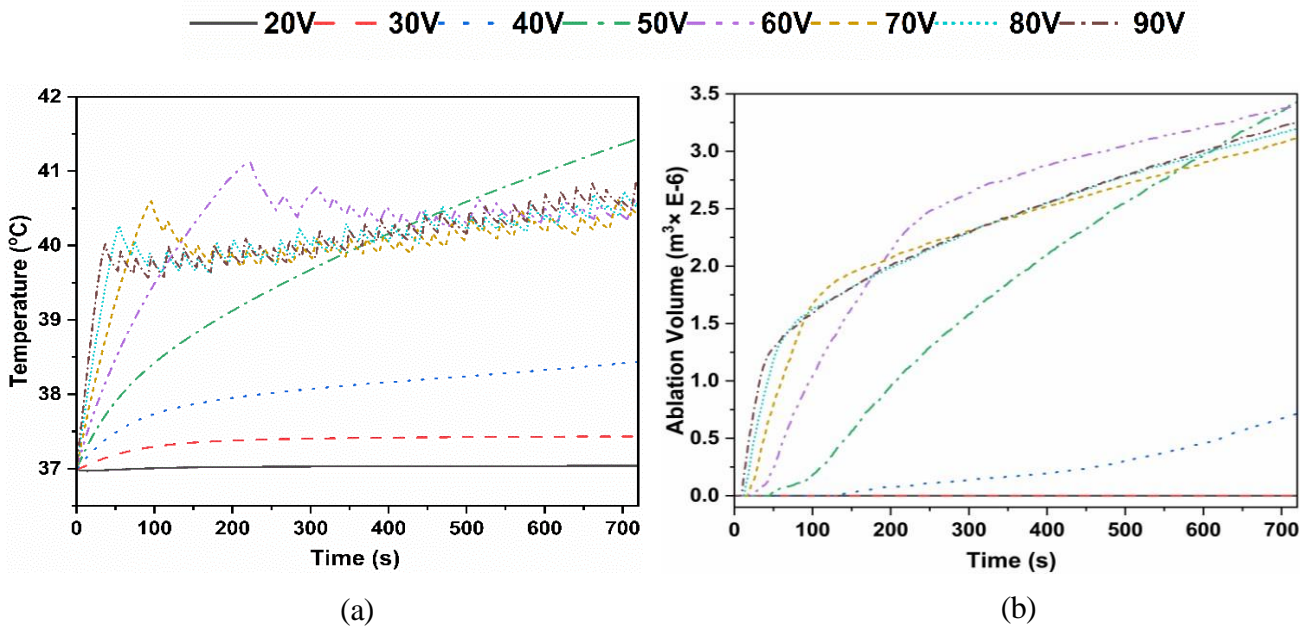 20V 30V 40V 50V 60V 70V 80V 90V
Temperature (°C)
42
41
40
39
38
37
0 100 200 300 400 500 600 700
Time (s)
(a)
Ablation Volume (m³× E-6)
3.5
3.0
2.5
2.0
1.5
1.0
0.5
0.0
0 100 200 300 400 500 600 700
Time (s)
(b)